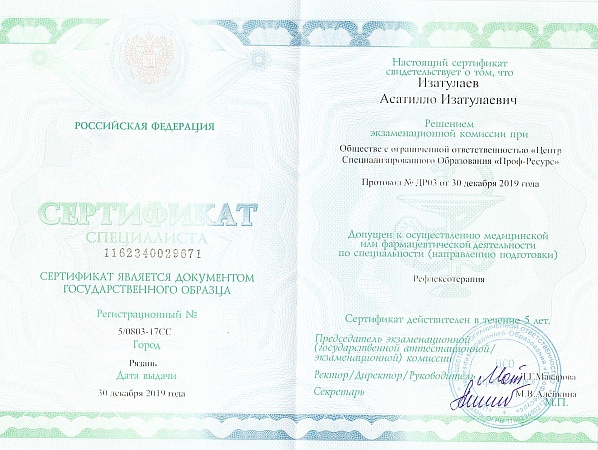 РОССИЙСКАЯ ФЕДЕРАЦИЯ
СЕРТИФИКАТ
СПЕЦИАЛИСТА
1162340029671
СЕРТИФИКАТ ЯВЛЯЕТСЯ ДОКУМЕНТОМ
ГОСУДАРСТВЕННОГО ОБРАЗЦА
Регистрационный №
5/0803-17СС
Город
Рязань
Дата выдачи
30 декабря 2019 года
Настоящий сертификат
свидетельствует о том, что
Изатулаев
Асатилло Изатулаевич
Решением
экзаменационной комиссии при
Обществе с ограниченной ответственностью «Центр
Специализированного Образования «Проф-Ресурс»
Протокол № ДР03 от 30 декабря 2019 года
Допущен к осуществлению медицинской
или фармацевтической деятельности
по специальности (направлению подготовки)
Рефлексотерапия
Сертификат действителен в течение 5 лет.
Председатель экзаменационной
(государственной аттестационной/
экзаменационной) комиссии
Ректор/Директор/Руководитель Г. Макарова
Секретарь М.В.Алейкина
М.П.